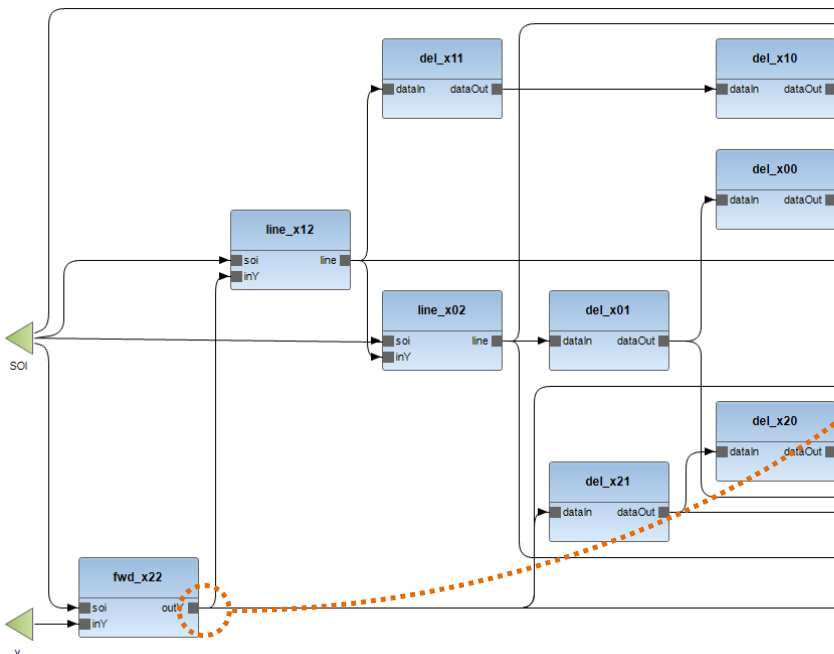 del_x11
dataIn dataOut
del_x10
dataIn dataOut
del_x00
dataIn dataOut
line_x12
soi line
inY
line_x02
soi line
inY
del_x01
dataIn dataOut
SOI
del_x20
dataIn dataOut
del_x21
dataIn dataOut
fwd_x22
soi outY
inY